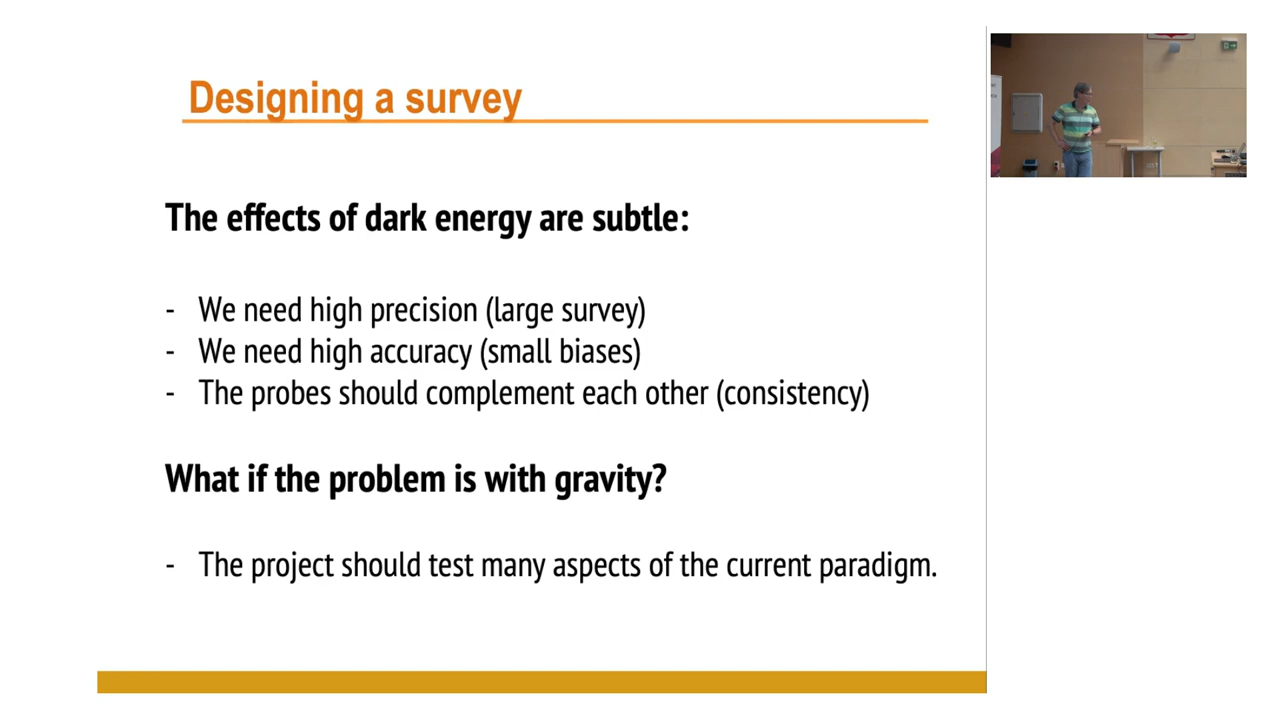 Designing a survey
The effects of dark energy are subtle:
- We need high precision (large survey)
- We need high accuracy (small biases)
- The probes should complement each other (consistency)
What if the problem is with gravity?
- The project should test many aspects of the current paradigm.